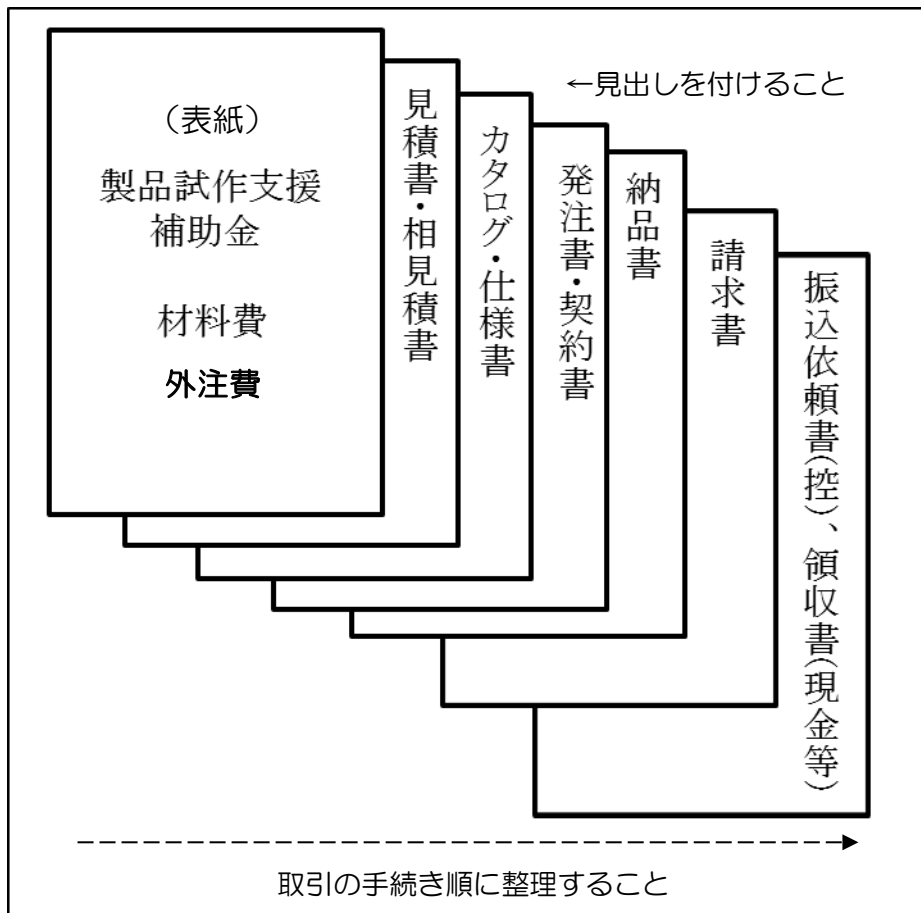 （表紙）
製品試作支援
補助金
材料費
外注費
←見出しを付けること
見積書・相見積書
カタログ・仕様書
発注書・契約書
納品書
請求書
振込依頼書(控)、領収書(現金等)
取引の手続き順に整理すること